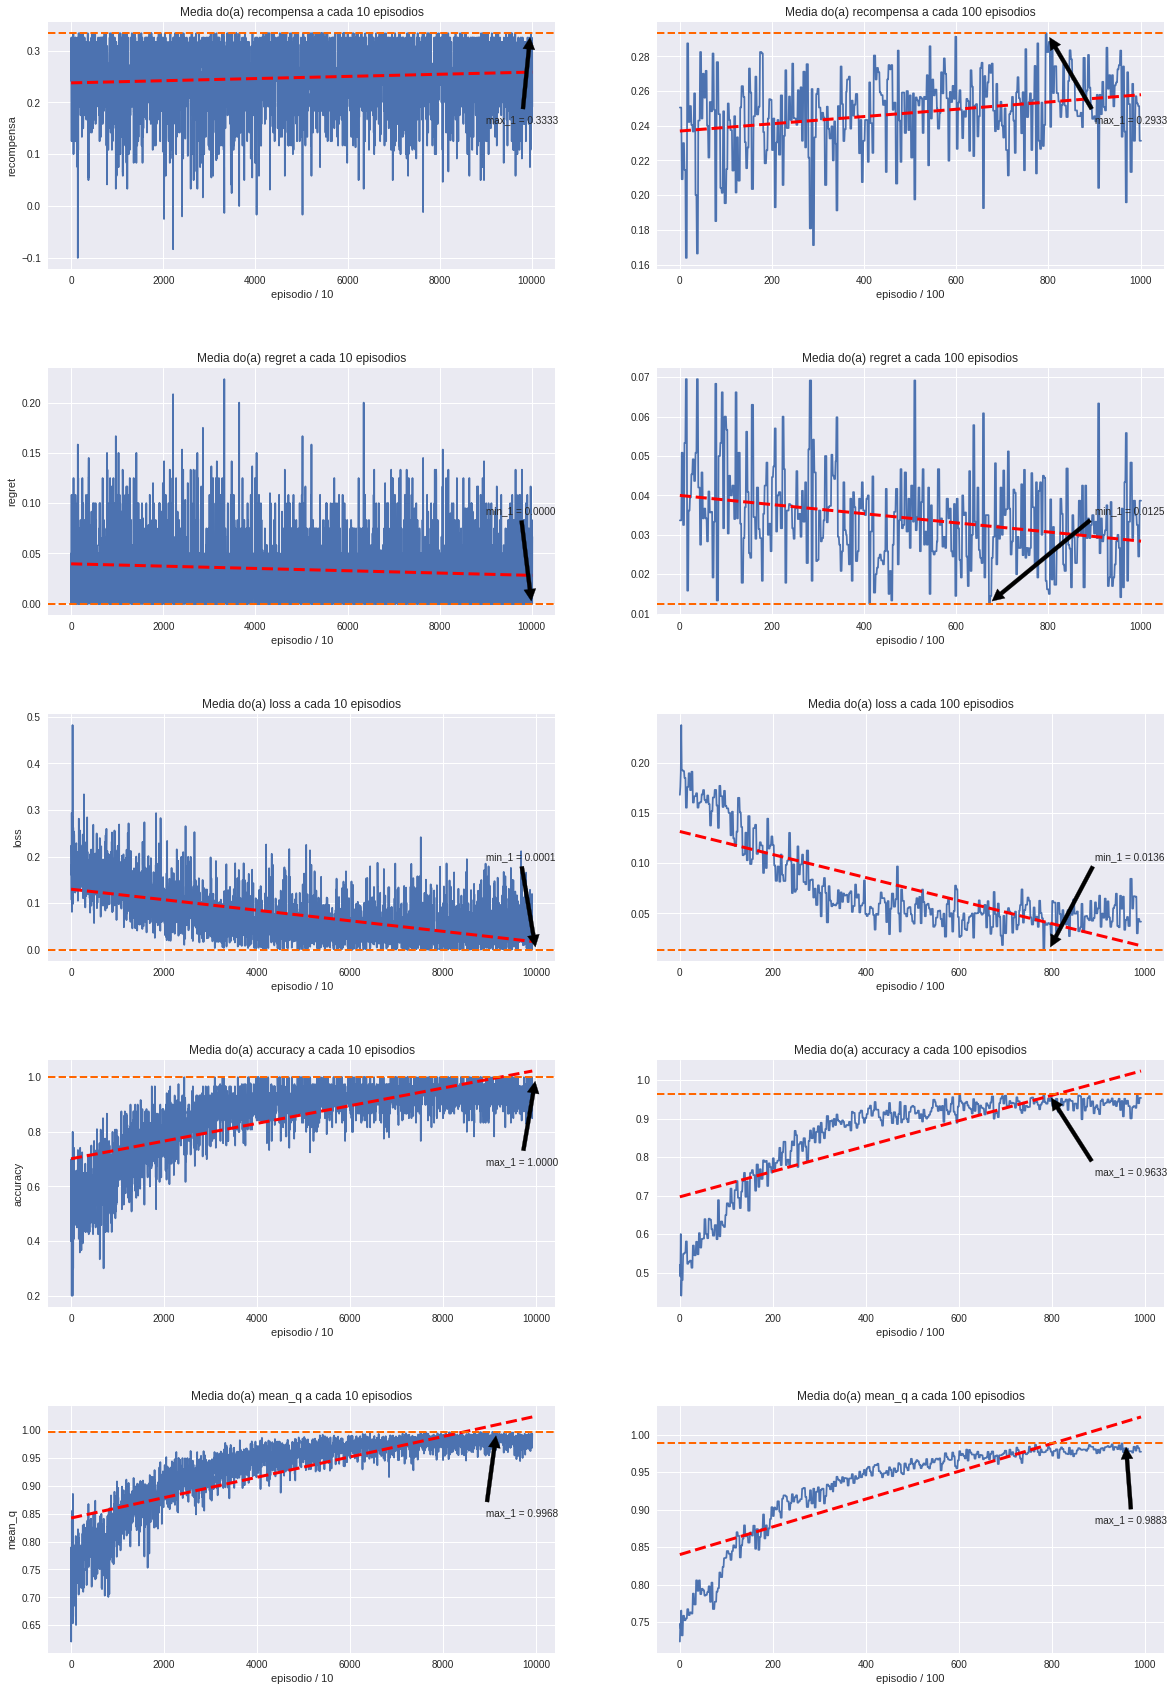 Media do(a) recompensa a cada 10 episodios
recompensa
0.3
0.2
0.1
0.0
−0.1
max_1 = 0.3333
0 2000 4000 6000 8000 10000
episodio / 10
Media do(a) recompensa a cada 100 episodios
0.28
0.26
0.24
0.22
0.20
0.18
0.16
max_1 = 0.2933
0 200 400 600 800 1000
episodio / 100
Media do(a) regret a cada 10 episodios
regret
0.20
0.15
0.10
0.05
0.00
min_1 = 0.0000
0 2000 4000 6000 8000 10000
episodio / 10
Media do(a) regret a cada 100 episodios
0.07
0.06
0.05
0.04
0.03
0.02
0.01
min_1 = 0.0125
0 200 400 600 800 1000
episodio / 100
Media do(a) loss a cada 10 episodios
loss
0.5
0.4
0.3
0.2
0.1
0.0
min_1 = 0.0001
0 2000 4000 6000 8000 10000
episodio / 10
Media do(a) loss a cada 100 episodios
0.20
0.15
0.10
0.05
min_1 = 0.0136
0 200 400 600 800 1000
episodio / 100
Media do(a) accuracy a cada 10 episodios
accuracy
1.0
0.8
0.6
0.4
0.2
max_1 = 1.0000
0 2000 4000 6000 8000 10000
episodio / 10
Media do(a) accuracy a cada 100 episodios
1.0
0.9
0.8
0.7
0.6
0.5
max_1 = 0.9633
0 200 400 600 800 1000
episodio / 100
Media do(a) mean_q a cada 10 episodios
mean_q
1.00
0.95
0.90
0.85
0.80
0.75
0.70
0.65
max_1 = 0.9968
0 2000 4000 6000 8000 10000
episodio / 10
Media do(a) mean_q a cada 100 episodios
1.00
0.95
0.90
0.85
0.80
0.75
max_1 = 0.9883
0 200 400 600 800 1000
episodio / 100